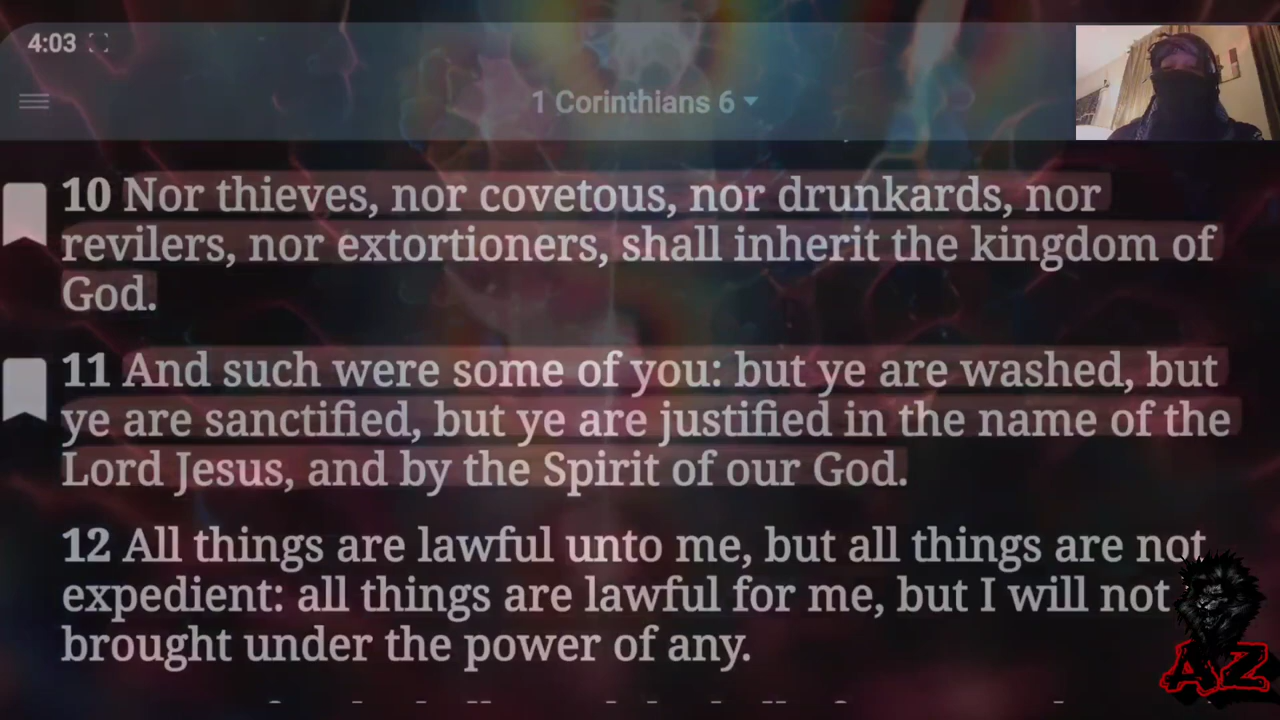 4:03
1 Corinthians 6
10 Nor thieves, nor covetous, nor drunkards, nor
revilers, nor extortioners, shall inherit the kingdom of
God.
11 And such were some of you: but ye are washed, but
ye are sanctified, but ye are justified in the name of the
Lord Jesus, and by the Spirit of our God.
12 All things are lawful unto me, but all things are not
expedient: all things are lawful for me, but I will not
brought under the power of any.
AZ